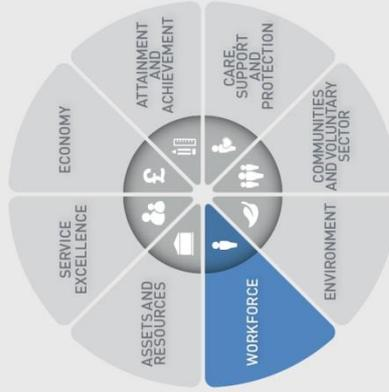 ATTAINMENT
AND
ACHIEVEMENT
CARE,
SUPPORT
AND
PROTECTION
COMMUNITIES
AND VOLUNTARY
SECTOR
ENVIRONMENT
WORKFORCE
ASSETS AND
RESOURCES
SERVICE
EXCELLENCE
ECONOMY
£